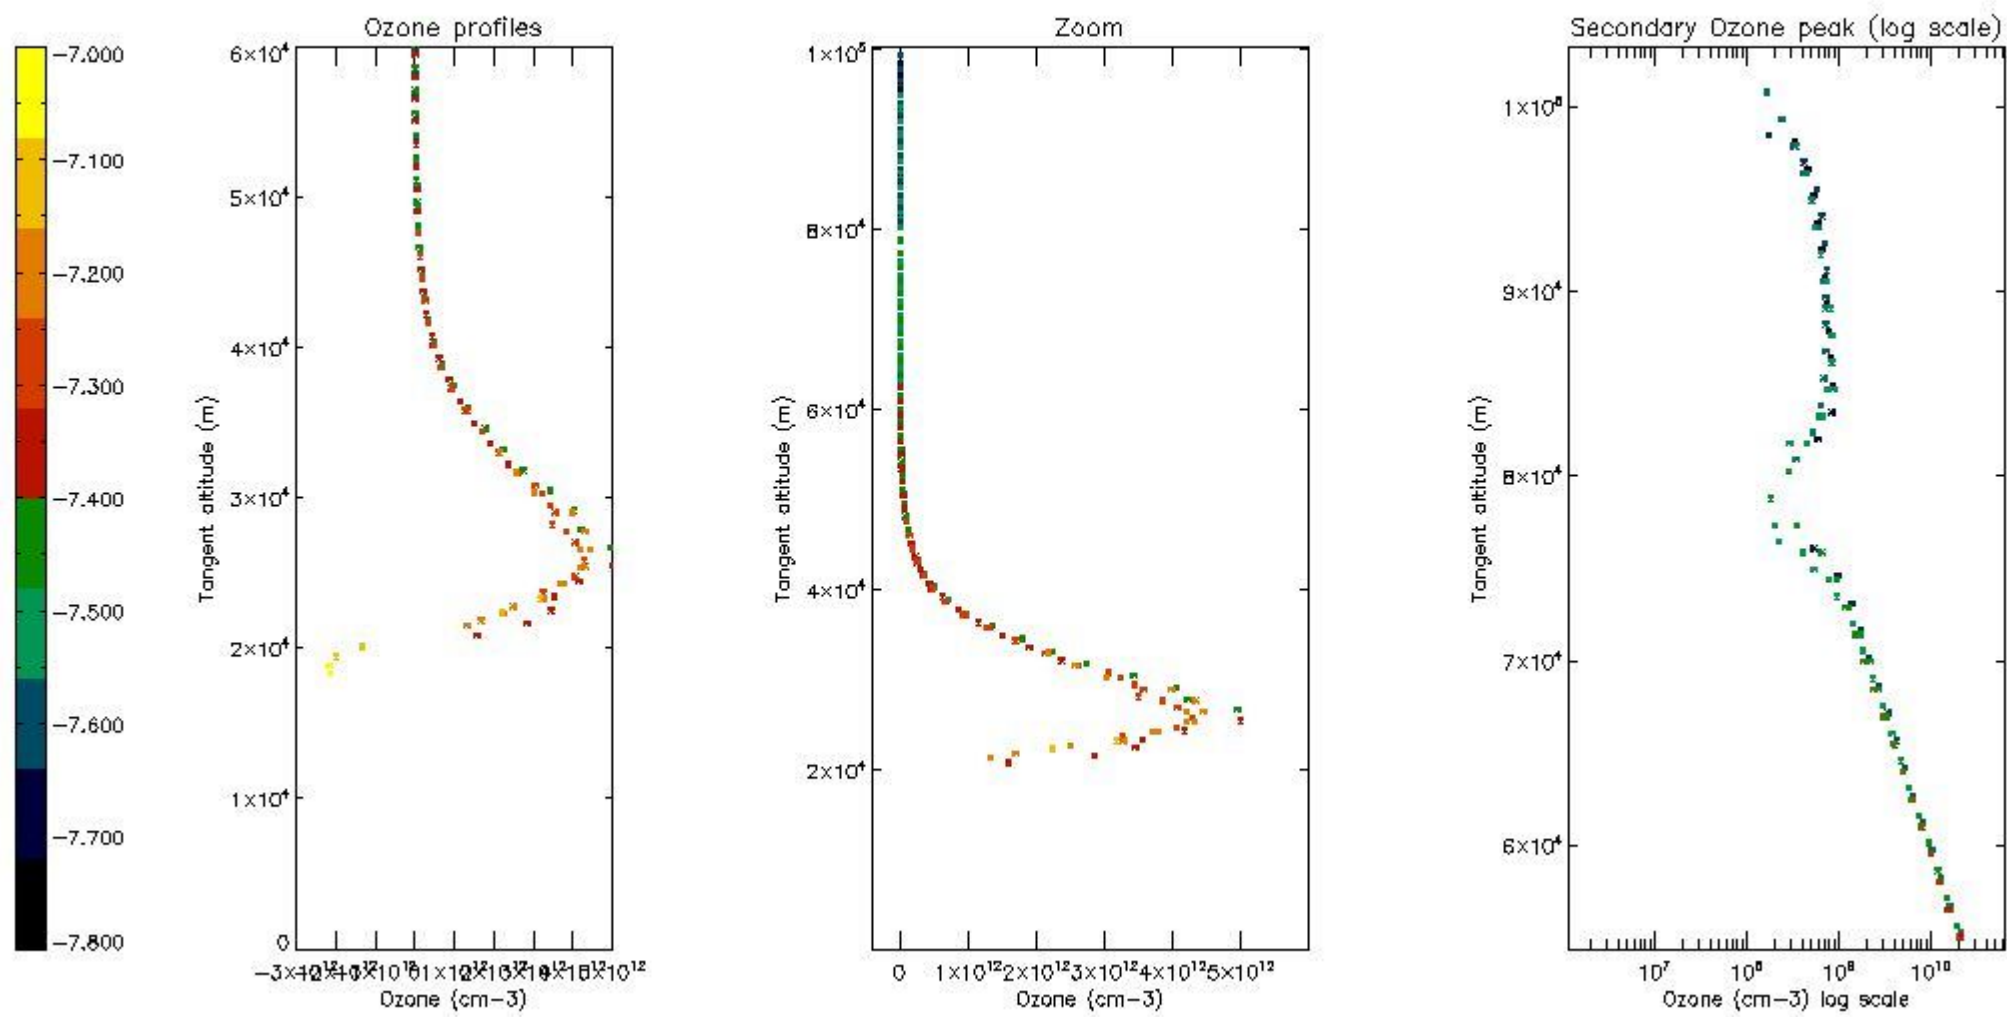 Ozone profiles
Zoom
Secondary Ozone peak (log scale)
−7.000
−7.100
−7.200
−7.300
−7.400
−7.500
−7.600
−7.700
−7.800
6×10⁴
5×10⁴
4×10⁴
3×10⁴
2×10⁴
1×10⁴
0
Tangent altitude (m)
Ozone (cm−3)
1×10⁵
8×10⁴
6×10⁴
4×10⁴
2×10⁴
Tangent altitude (m)
0 1×10¹² 2×10¹² 3×10¹² 4×10¹² 5×10¹²
Ozone (cm−3)
9×10⁴
8×10⁴
7×10⁴
6×10⁴
Tangent altitude (m)
10⁷ 10⁸ 10⁹ 10¹⁰
Ozone (cm−3) log scale